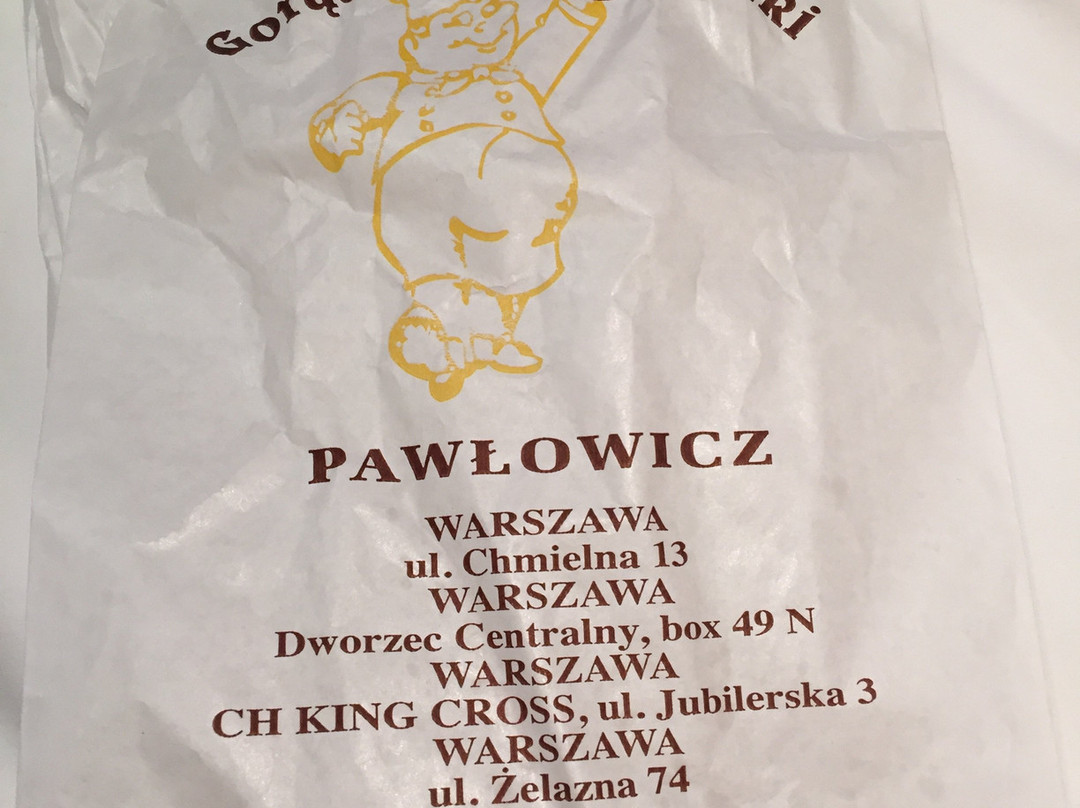 PAWŁOWICZ
WARSZAWA
ul. Chmielna 13
WARSZAWA
Dworzec Centralny, box 49 N
WARSZAWA
CH KING CROSS, ul. Jubilerska 3
WARSZAWA
ul. Żelazna 74